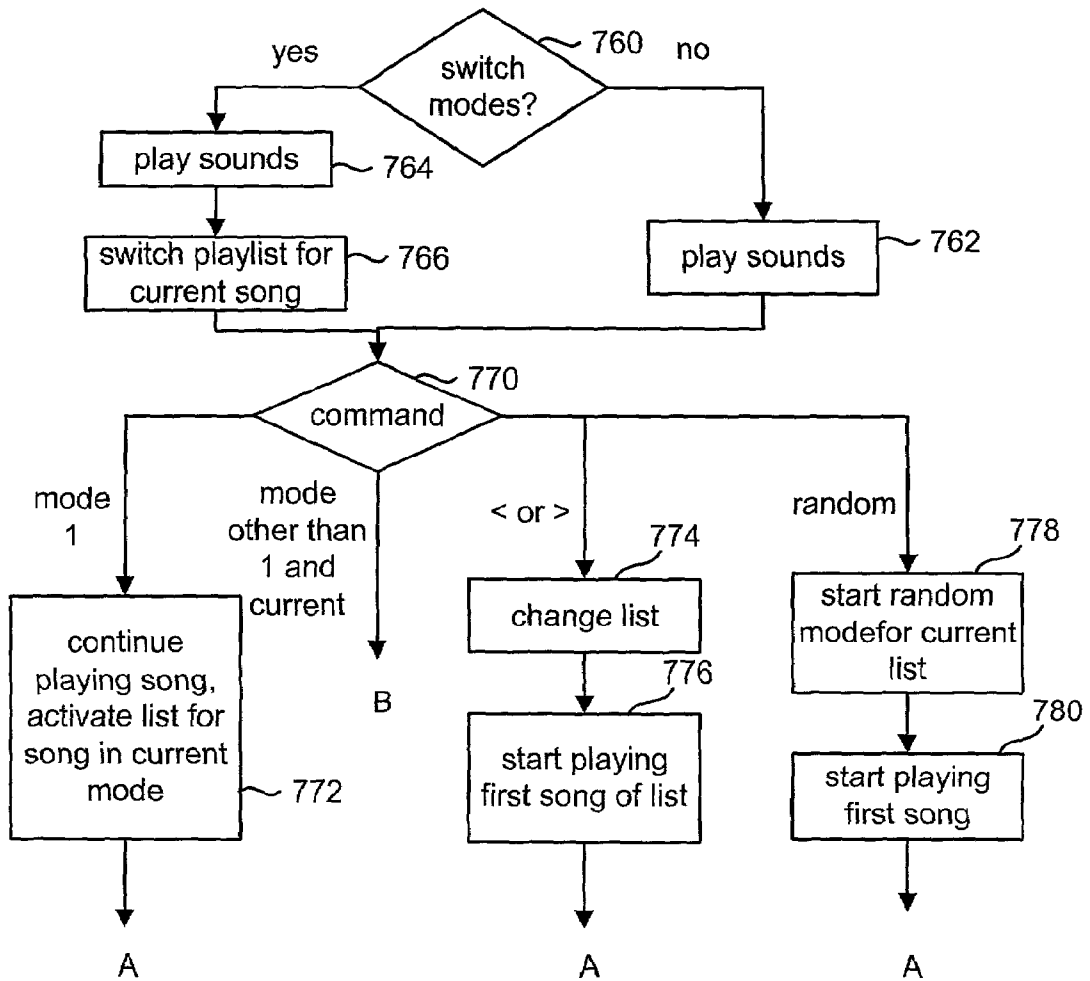 760
yes
no
switch
modes?
play sounds
764
switch playlist for
current song
766
play sounds
762
770
command
mode
1
mode
other than
1 and
current
< or >
random
774
778
change list
start random
modefor current
list
continue
playing song,
activate list for
song in current
mode
772
B
776
780
start playing
first song of list
start playing
first song
A
A
A